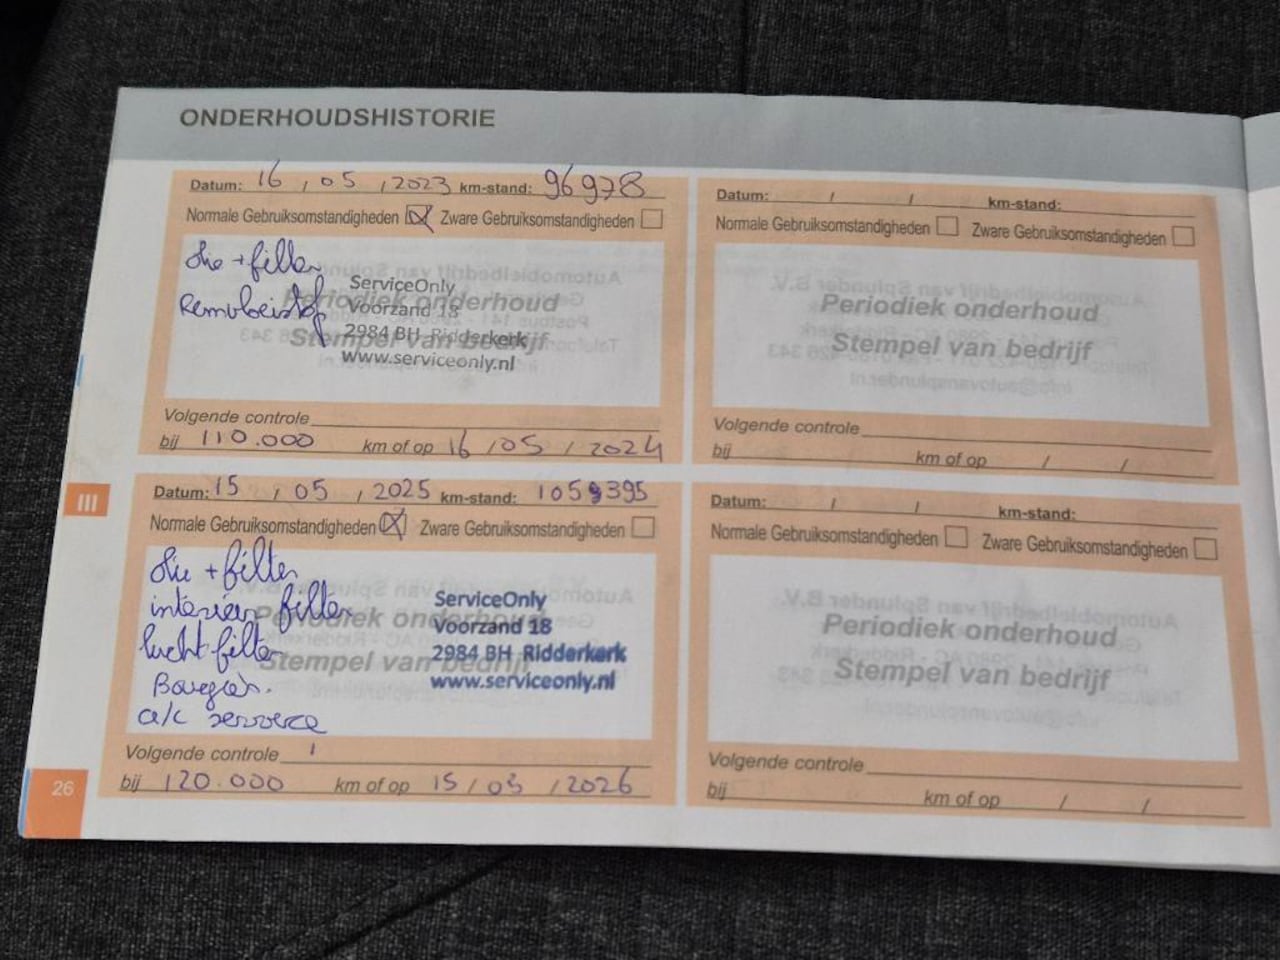 ONDERHOUDSHISTORIE
Datum: 16 / 05 / 2023 km-stand: 96978
Normale Gebruiksomstandigheden Zware Gebruiksomstandigheden
Olie + filter
Remvloeistof
ServiceOnly
Periodiek onderhoud
Voorzand 18
Stempel van bedrijf
2984 BH Ridderkerk
www.serviceonly.nl
Volgende controle
bij 110.000 km of op 16 / 05 / 2024
Datum: / / km-stand:
Normale Gebruiksomstandigheden Zware Gebruiksomstandigheden
Periodiek onderhoud
Stempel van bedrijf
Volgende controle
bij km of op / /
III
Datum: 15 / 05 / 2025 km-stand: 1059395
Normale Gebruiksomstandigheden Zware Gebruiksomstandigheden
Olie + filter
interieur filter
lucht filter
Bougies.
a/c service
ServiceOnly
Periodiek onderhoud
Voorzand 18
Stempel van bedrijf
2984 BH Ridderkerk
www.serviceonly.nl
Volgende controle
bij 120.000 km of op 15 / 05 / 2026
Datum: / / km-stand:
Normale Gebruiksomstandigheden Zware Gebruiksomstandigheden
Periodiek onderhoud
Stempel van bedrijf
Volgende controle
bij km of op / /
26